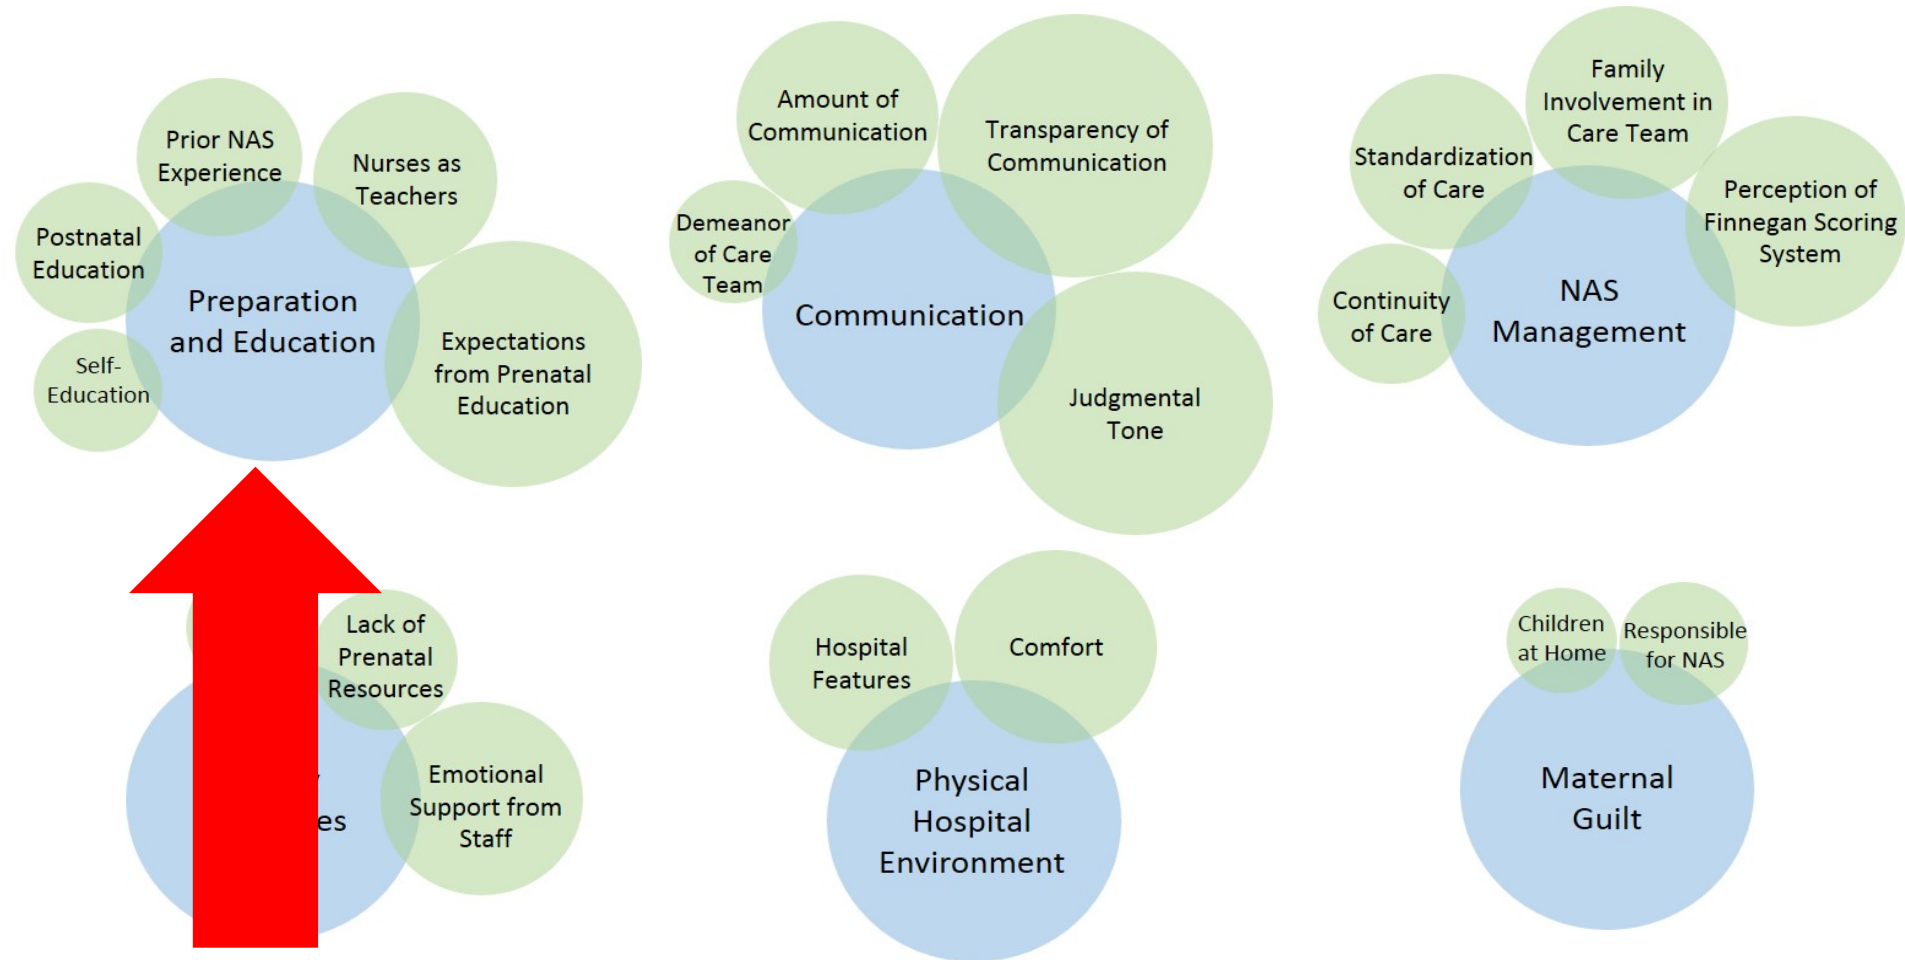 Prior NAS
Experience
Nurses as
Teachers
Postnatal
Education
Self-
Education
Preparation
and Education
Expectations
from Prenatal
Education
Amount of
Communication
Transparency of
Communication
Demeanor
of Care
Team
Communication
Judgmental
Tone
Family
Involvement in
Care Team
Standardization
of Care
Perception of
Finnegan Scoring
System
Continuity
of Care
NAS
Management
Lack of
Prenatal
Resources
Emotional
Support from
Staff
Hospital
Features
Comfort
Physical
Hospital
Environment
Children
at Home
Responsible
for NAS
Maternal
Guilt